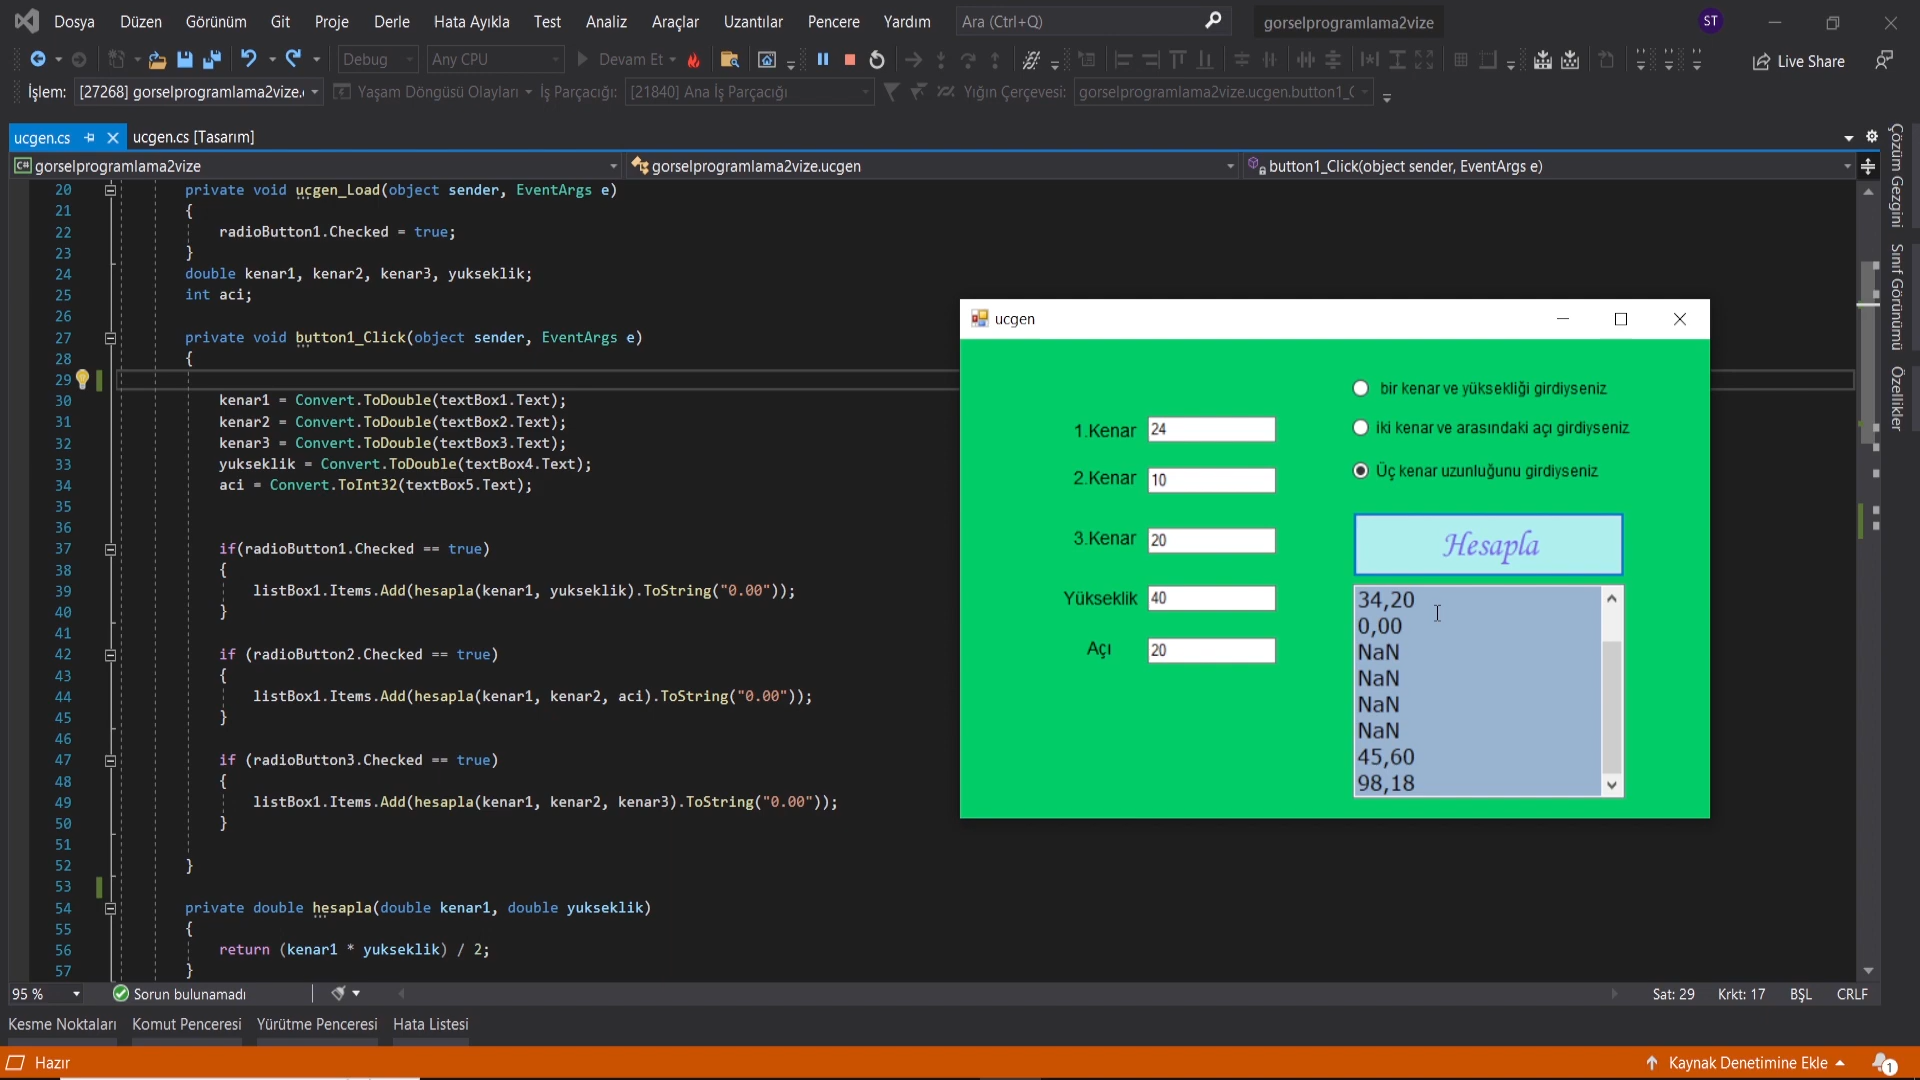 Dosya Düzen Görünüm Git Proje Derle Hata Ayıkla Test Analiz Araçlar Uzantılar Pencere Yardım Ara (Ctrl+Q) gorselprogramlama2vize ST
Debug Any CPU Devam Et Live Share
İşlem: [27268] gorselprogramlama2vize. Yaşam Döngüsü Olayları İş Parçacığı: [21840] Ana İş Parçacığı Yığın Çerçevesi: gorselprogramlama2vize.ucgen.button1_C
ucgen.cs ucgen.cs [Tasarım]
C# gorselprogramlama2vize gorselprogramlama2vize.ucgen button1_Click(object sender, EventArgs e)
20 private void ucgen_Load(object sender, EventArgs e)
21 {
22 radioButton1.Checked = true;
23 }
24 double kenar1, kenar2, kenar3, yukseklik;
25 int aci;
26
27 private void button1_Click(object sender, EventArgs e)
28 {
29
30 kenar1 = Convert.ToDouble(textBox1.Text);
31 kenar2 = Convert.ToDouble(textBox2.Text);
32 kenar3 = Convert.ToDouble(textBox3.Text);
33 yukseklik = Convert.ToDouble(textBox4.Text);
34 aci = Convert.ToInt32(textBox5.Text);
35
36
37 if(radioButton1.Checked == true)
38 {
39 listBox1.Items.Add(hesapla(kenar1, yukseklik).ToString("0.00"));
40 }
41
42 if (radioButton2.Checked == true)
43 {
44 listBox1.Items.Add(hesapla(kenar1, kenar2, aci).ToString("0.00"));
45 }
46
47 if (radioButton3.Checked == true)
48 {
49 listBox1.Items.Add(hesapla(kenar1, kenar2, kenar3).ToString("0.00"));
50 }
51
52 }
53
54 private double hesapla(double kenar1, double yukseklik)
55 {
56 return (kenar1 * yukseklik) / 2;
57 }
ucgen
1.Kenar 24
2.Kenar 10
3.Kenar 20
Yükseklik 40
Açı 20
bir kenar ve yüksekliği girdiyseniz
iki kenar ve arasındaki açı girdiyseniz
Üç kenar uzunluğunu girdiyseniz
Hesapla
34,20
0,00
NaN
NaN
NaN
NaN
45,60
98,18
Çözüm Gezgini
Sınıf Görünümü
Özellikler
95 % Sorun bulunamadı Sat: 29 Krkt: 17 BŞL CRLF
Kesme Noktaları Komut Penceresi Yürütme Penceresi Hata Listesi
Hazır Kaynak Denetimine Ekle 1